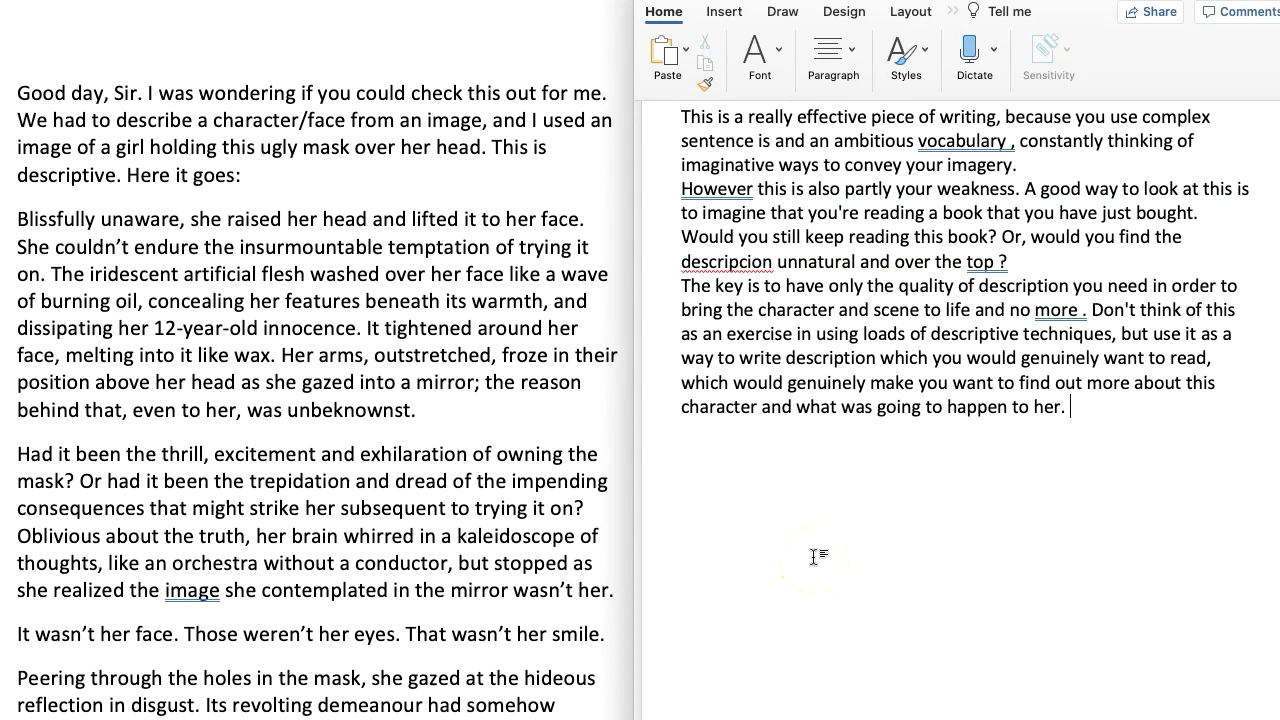 Good day, Sir. I was wondering if you could check this out for me.
We had to describe a character/face from an image, and I used an
image of a girl holding this ugly mask over her head. This is
descriptive. Here it goes:
Blissfully unaware, she raised her head and lifted it to her face.
She couldn’t endure the insurmountable temptation of trying it
on. The iridescent artificial flesh washed over her face like a wave
of burning oil, concealing her features beneath its warmth, and
dissipating her 12-year-old innocence. It tightened around her
face, melting into it like wax. Her arms, outstretched, froze in their
position above her head as she gazed into a mirror; the reason
behind that, even to her, was unbeknownst.
Had it been the thrill, excitement and exhilaration of owning the
mask? Or had it been the trepidation and dread of the impending
consequences that might strike her subsequent to trying it on?
Oblivious about the truth, her brain whirred in a kaleidoscope of
thoughts, like an orchestra without a conductor, but stopped as
she realized the image she contemplated in the mirror wasn’t her.
It wasn’t her face. Those weren’t her eyes. That wasn’t her smile.
Peering through the holes in the mask, she gazed at the hideous
reflection in disgust. Its revolting demeanour had somehow
Home Insert Draw Design Layout Tell me Share Comments
Paste Font Paragraph Styles Dictate Sensitivity
This is a really effective piece of writing, because you use complex
sentence is and an ambitious vocabulary , constantly thinking of
imaginative ways to convey your imagery.
However this is also partly your weakness. A good way to look at this is
to imagine that you're reading a book that you have just bought.
Would you still keep reading this book? Or, would you find the
descripcion unnatural and over the top ?
The key is to have only the quality of description you need in order to
bring the character and scene to life and no more . Don't think of this
as an exercise in using loads of descriptive techniques, but use it as a
way to write description which you would genuinely want to read,
which would genuinely make you want to find out more about this
character and what was going to happen to her.